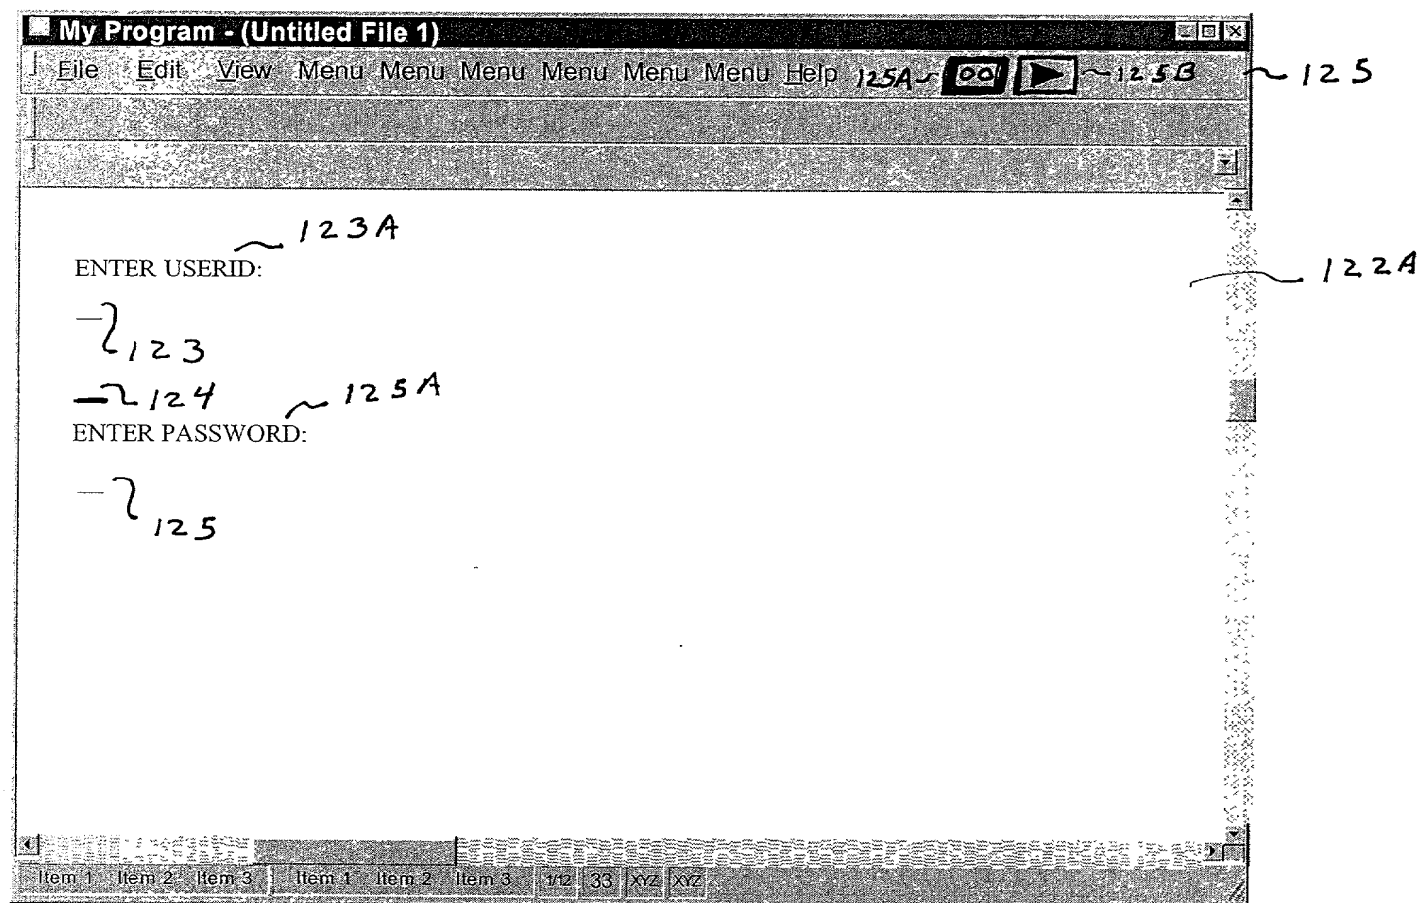 My Program - (Untitled File 1)
File Edit View Menu Menu Menu Menu Menu Menu Help 125A 00 125B 125
123A
ENTER USERID:
122A
123
124
125A
ENTER PASSWORD:
125
Item 1 Item 2 Item 3 Item 1 Item 2 Item 3 1/12 33 XYZ XYZ